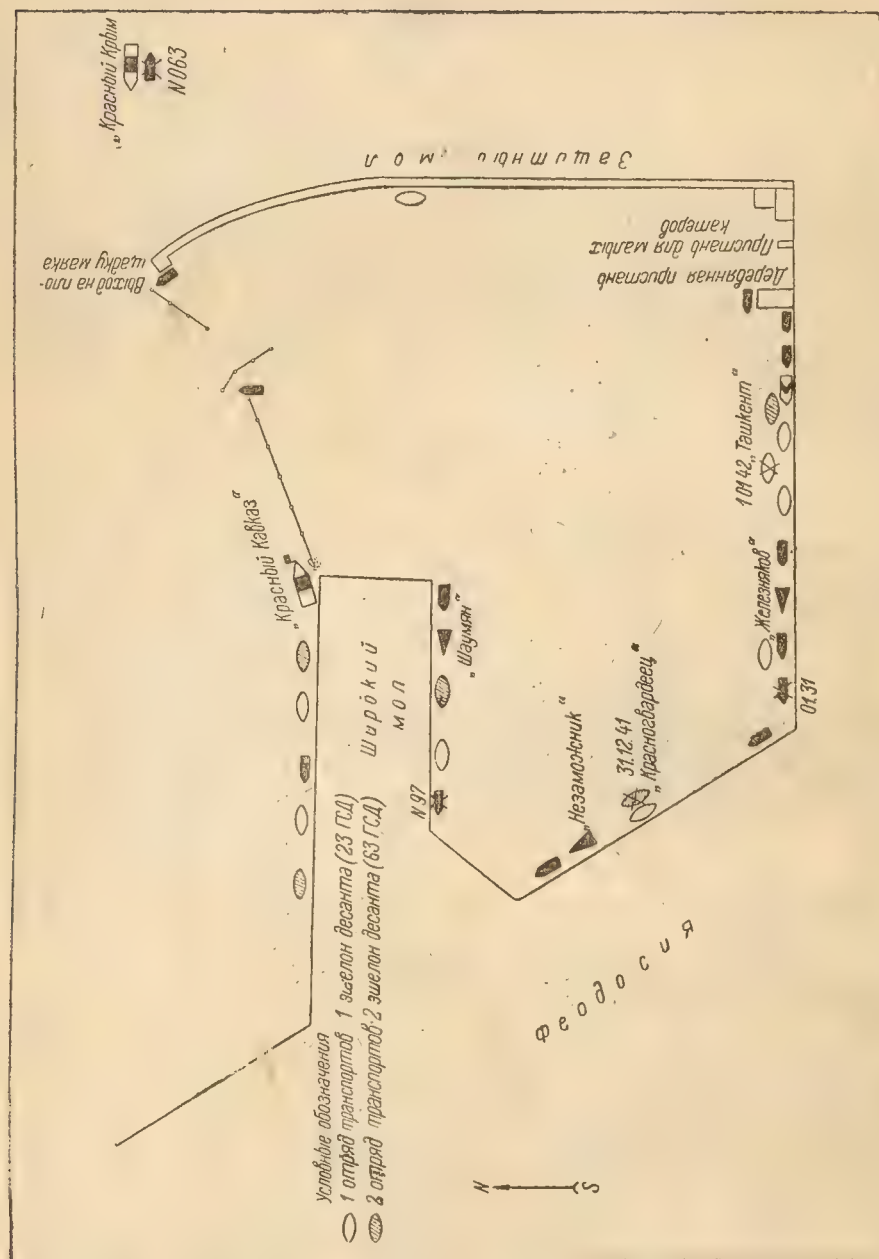 „Красный Крым“
N 063
Защитный мол
Выход на пло-
щадку маяка
„Красный Кавказ“
Широкий
мол
N 97
„Шаумян“
„Незаможник“
31.12.41
„Красногвардеец“
„Железняков“
01.31
1 01 42 „Ташкент“
Деревянная пристань
Пристань для малых
катеров
Феодосия
Условные обозначения
1 отряд транспортов 1 эшелон десанта (23 ГСД)
2 отряд транспортов 2 эшелон десанта (63 ГСД)
N
S